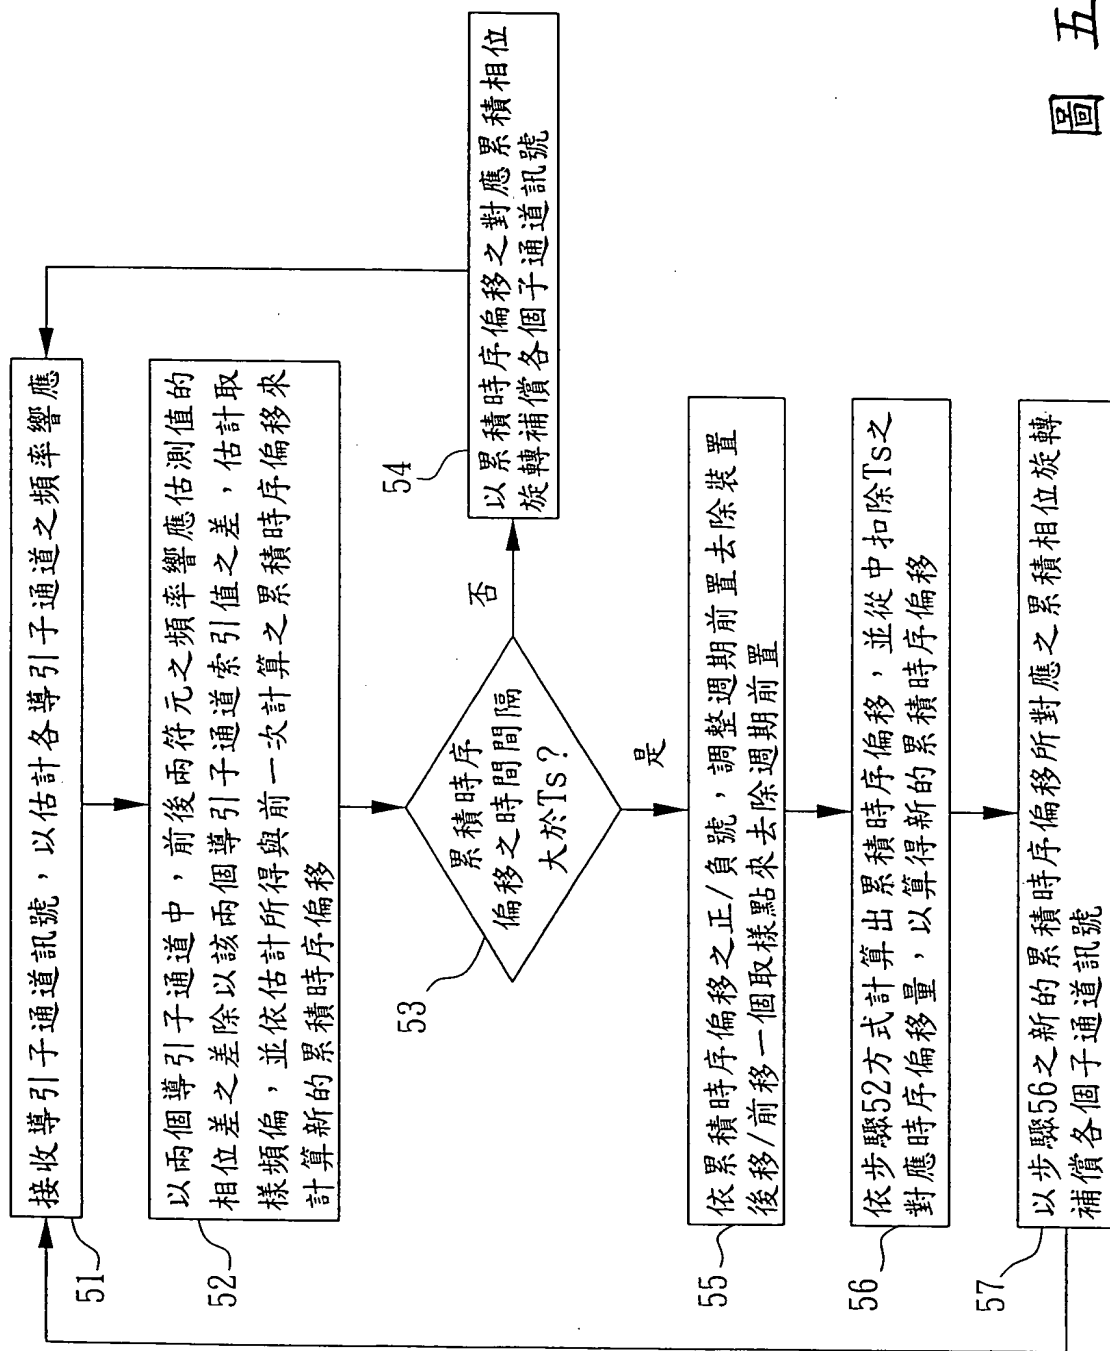 接收導引子通道訊號，以估計各導引子通道之頻率響應
51
以兩個導引子通道中，前後兩符元之頻率響應估測值的
相位差之差除以該兩個導引子通道索引值之差，估計取
樣頻偏，並依估計所得與前一次計算之累積時序偏移來
計算新的累積時序偏移
52
累積時序
偏移之時間間隔
大於Ts？
53
否
以累積時序偏移之對應累積相位
旋轉補償各個子通道訊號
54
是
依累積時序偏移之正/負號，調整週期前置去除裝置
後移/前移一個取樣點來去除週期前置
55
依步驟52方式計算出累積時序偏移，並從中扣除Ts之
對應時序偏移量，以算得新的累積時序偏移
56
以步驟56之新的累積時序偏移所對應之累積相位旋轉
補償各個子通道訊號
57
圖 五